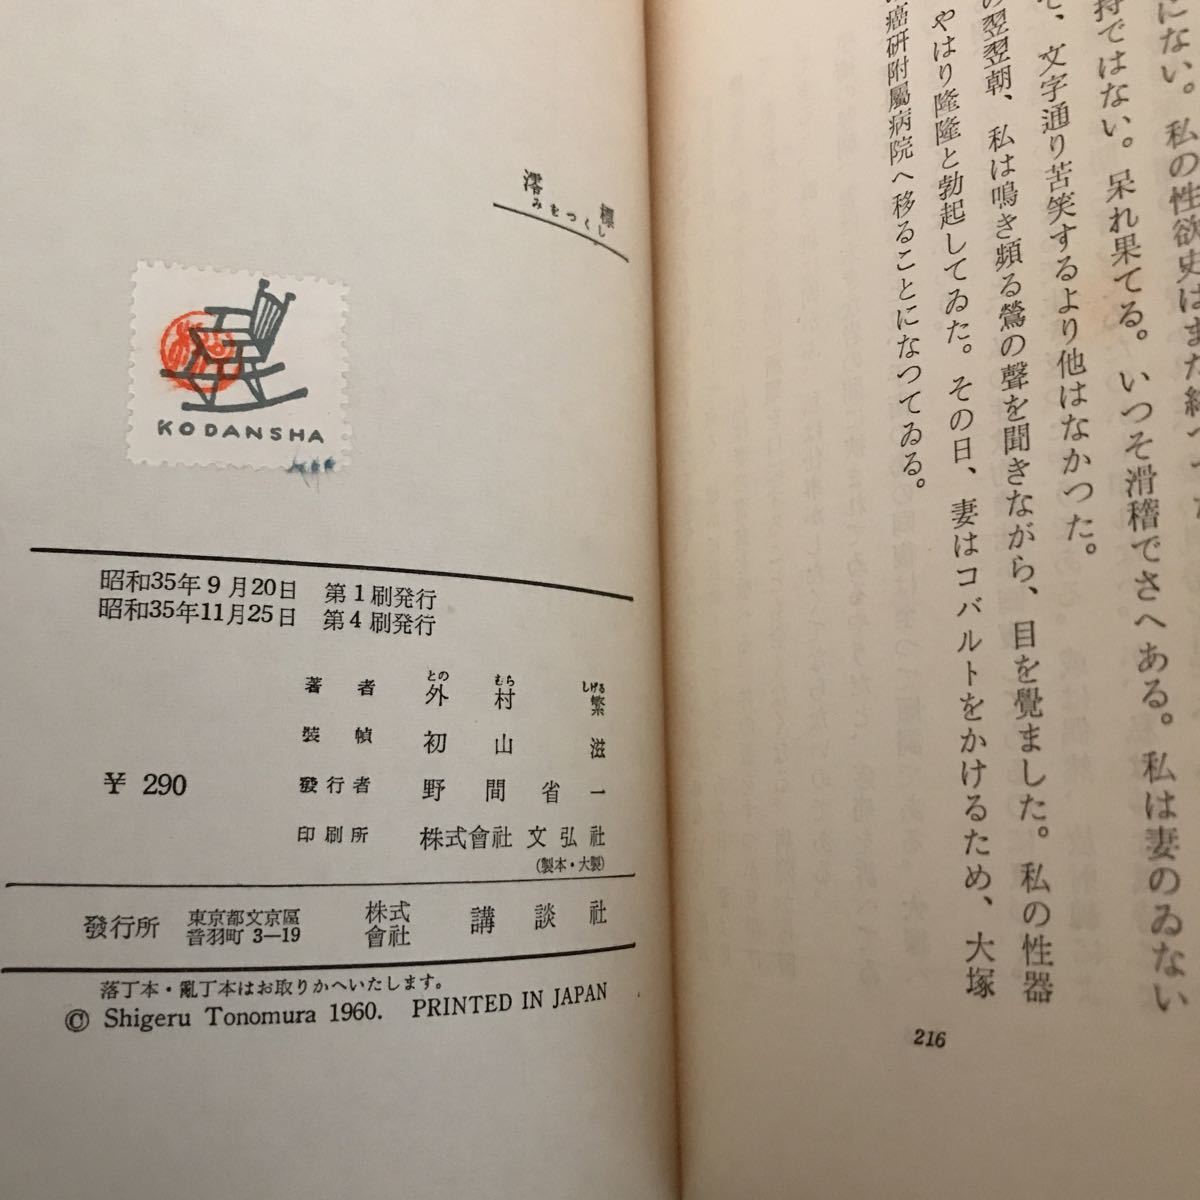 にない。私の性欲史はまだ終つ
持ではない。呆れ果てる。いつそ滑稽でさへある。私は妻のゐない
、文字通り苦笑するより他はなかつた。
の翌翌朝、私は鳴き頻る鶯の聲を聞きながら、目を覺ました。私の性器
やはり隆隆と勃起してゐた。その日、妻はコバルトをかけるため、大塚
癌研附屬病院へ移ることになつてゐる。
216
澪標
みをつくし
KODANSHA
昭和35年9月20日 第1刷発行
昭和35年11月25日 第4刷発行
著者 外村繁
との むら しげる
裝幀 初山滋
發行者 野間省一
¥ 290
印刷所 株式會社 文弘社
(製本・大製)
發行所 東京都文京區音羽町 3—19 株式會社 講談社
落丁本・亂丁本はお取りかへいたします。
© Shigeru Tonomura 1960. PRINTED IN JAPAN